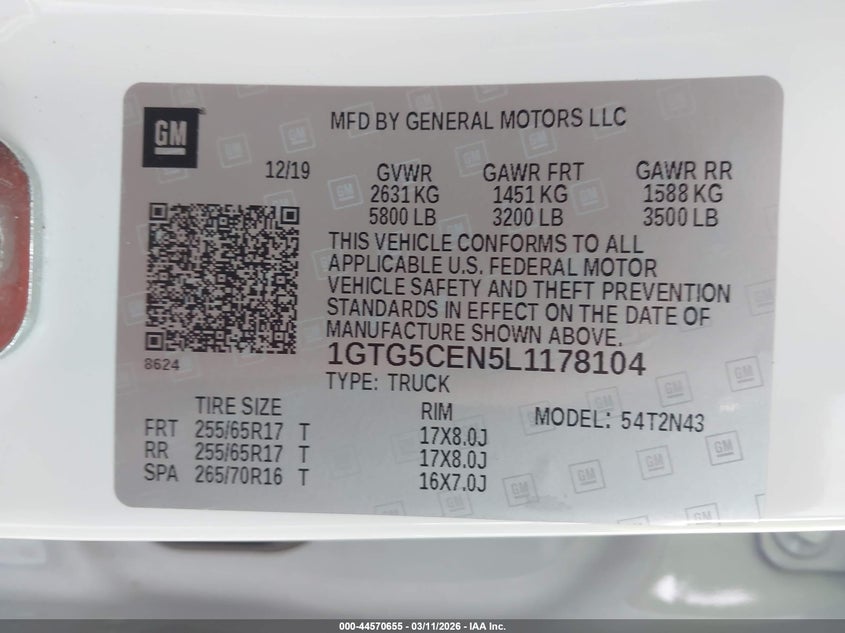 GM
MFD BY GENERAL MOTORS LLC
12/19 GVWR GAWR FRT GAWR RR
2631 KG 1451 KG 1588 KG
5800 LB 3200 LB 3500 LB
THIS VEHICLE CONFORMS TO ALL
APPLICABLE U.S. FEDERAL MOTOR
VEHICLE SAFETY AND THEFT PREVENTION
STANDARDS IN EFFECT ON THE DATE OF
MANUFACTURE SHOWN ABOVE.
8624
1GTG5CEN5L1178104
TYPE: TRUCK
TIRE SIZE RIM MODEL: 54T2N43
FRT 255/65R17 T 17X8.0J
RR 255/65R17 T 17X8.0J
SPA 265/70R16 T 16X7.0J
000-44570655 - 03/11/2026 - IAA Inc.